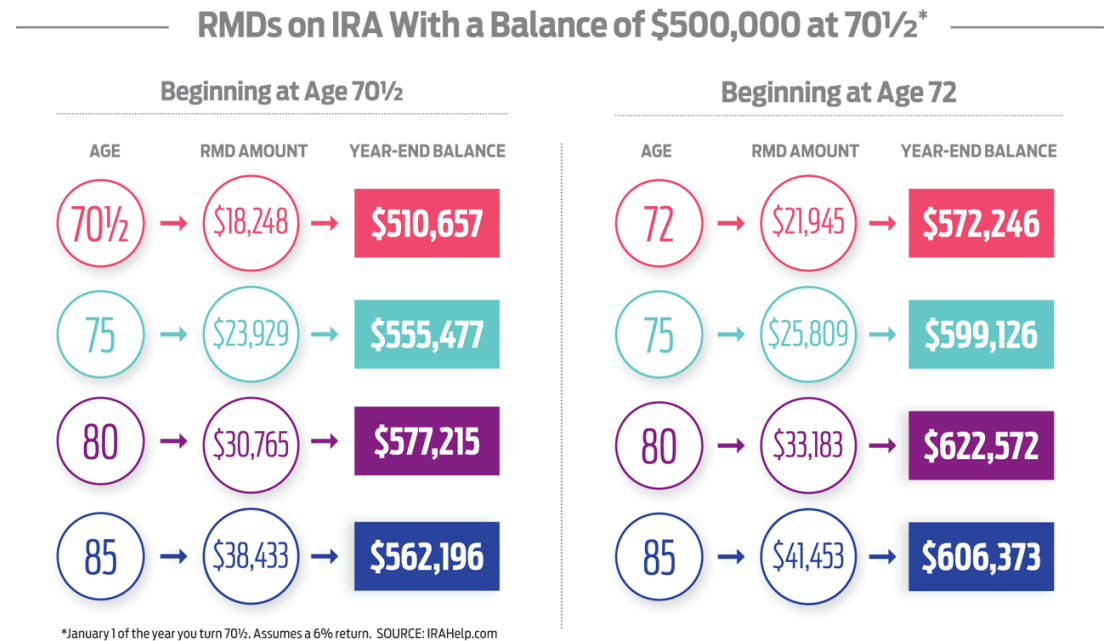 RMDs on IRA With a Balance of $500,000 at 70½*
Beginning at Age 70½
AGE RMD AMOUNT YEAR-END BALANCE
70½ $18,248 $510,657
75 $23,929 $555,477
80 $30,765 $577,215
85 $38,433 $562,196
Beginning at Age 72
AGE RMD AMOUNT YEAR-END BALANCE
72 $21,945 $572,246
75 $25,809 $599,126
80 $33,183 $622,572
85 $41,453 $606,373
*January 1 of the year you turn 70½. Assumes a 6% return. SOURCE: IRAHelp.com